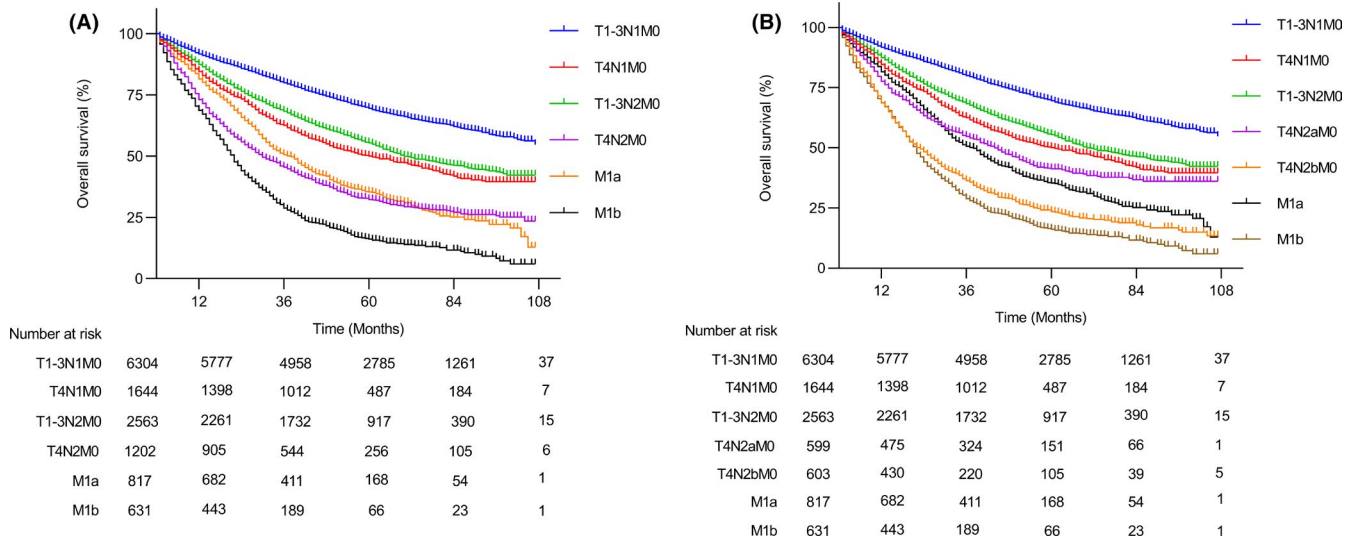 (A)
100
75
50
25
0
Overall survival (%)
12 36 60 84 108
Time (Months)
T1-3N1M0
T4N1M0
T1-3N2M0
T4N2M0
M1a
M1b
Number at risk
T1-3N1M0 6304 5777 4958 2785 1261 37
T4N1M0 1644 1398 1012 487 184 7
T1-3N2M0 2563 2261 1732 917 390 15
T4N2M0 1202 905 544 256 105 6
M1a 817 682 411 168 54 1
M1b 631 443 189 66 23 1
(B)
100
75
50
25
0
Overall survival (%)
12 36 60 84 108
Time (Months)
T1-3N1M0
T4N1M0
T1-3N2M0
T4N2aM0
T4N2bM0
M1a
M1b
Number at risk
T1-3N1M0 6304 5777 4958 2785 1261 37
T4N1M0 1644 1398 1012 487 184 7
T1-3N2M0 2563 2261 1732 917 390 15
T4N2aM0 599 475 324 151 66 1
T4N2bM0 603 430 220 105 39 5
M1a 817 682 411 168 54 1
M1b 631 443 189 66 23 1